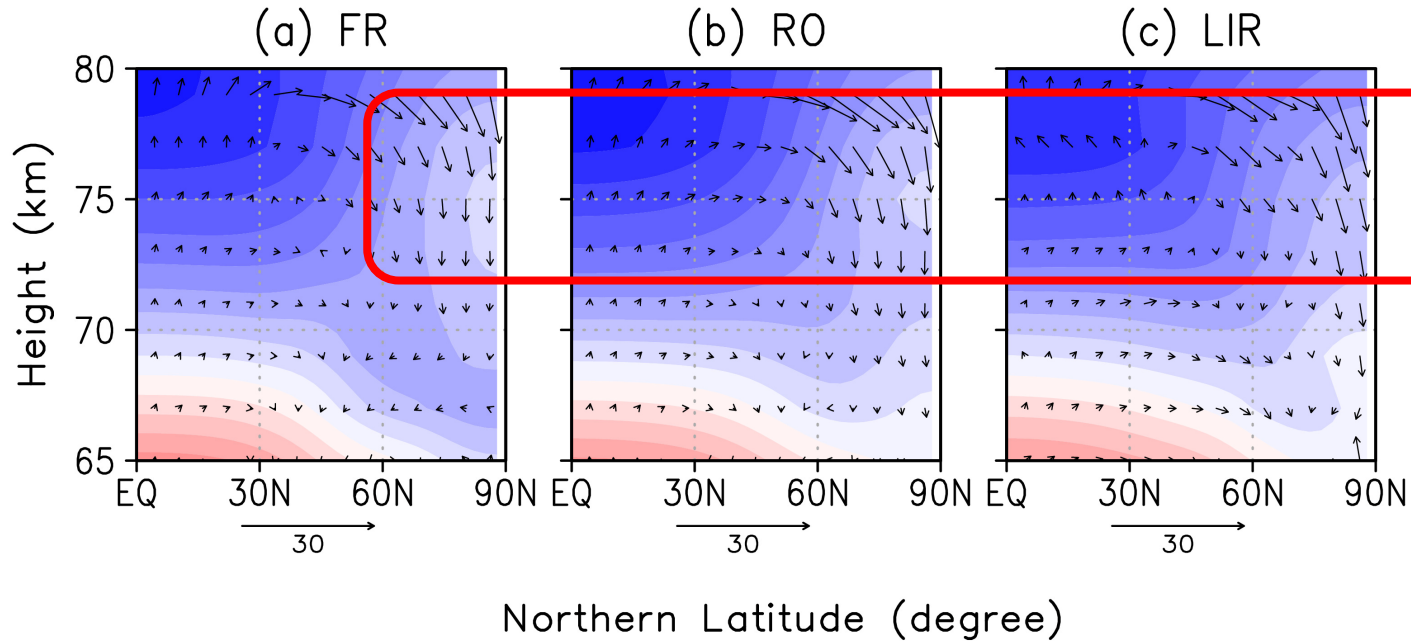 (a) FR
(b) RO
(c) LIR
Height (km)
80
75
70
65
EQ 30N 60N 90N
EQ 30N 60N 90N
EQ 30N 60N 90N
30
30
30
Northern Latitude (degree)